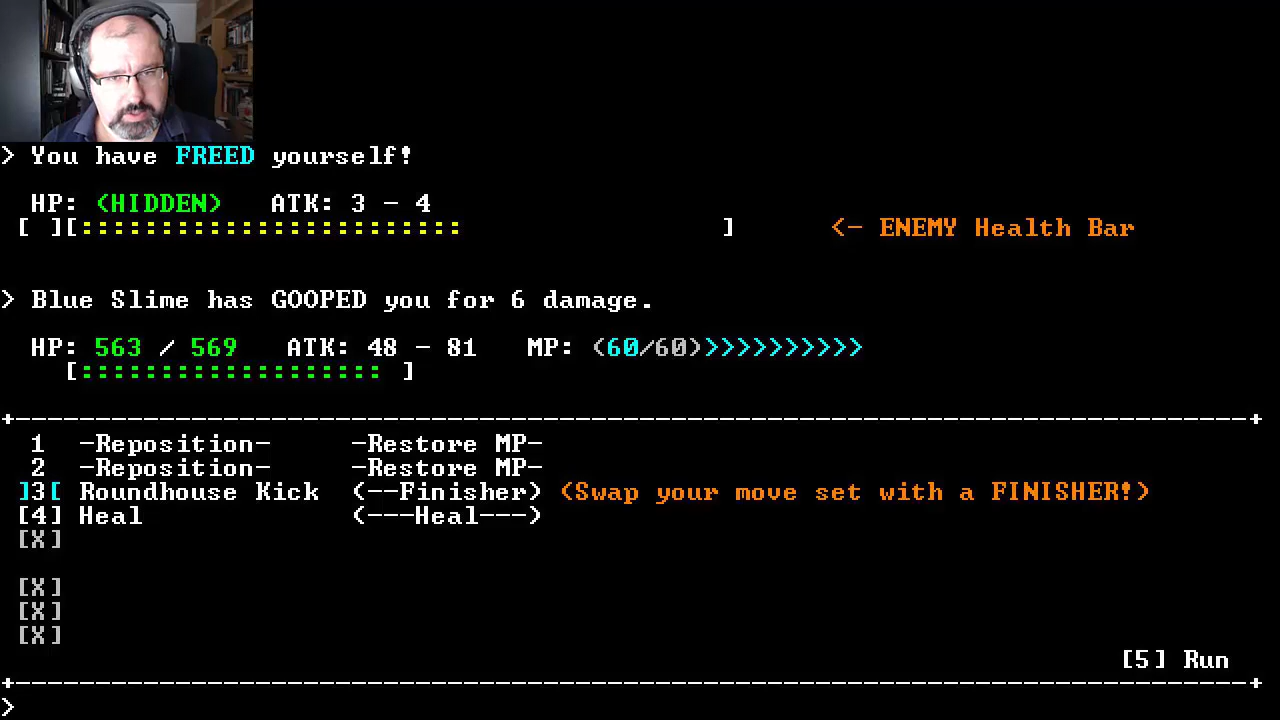 > You have FREED yourself!
HP: (HIDDEN) ATK: 3 - 4
[ ][:::::::::::::::::::::::: ] <- ENEMY Health Bar
> Blue Slime has GOOPED you for 6 damage.
HP: 563 / 569 ATK: 48 - 81 MP: (60/60)>>>>>>>>>>
[::::::::::::::::::: ]
1 -Reposition- -Restore MP-
2 -Reposition- -Restore MP-
]3[ Roundhouse Kick (--Finisher) (Swap your move set with a FINISHER!)
[4] Heal (---Heal---)
[X]
[X]
[X]
[X]
[5] Run
>